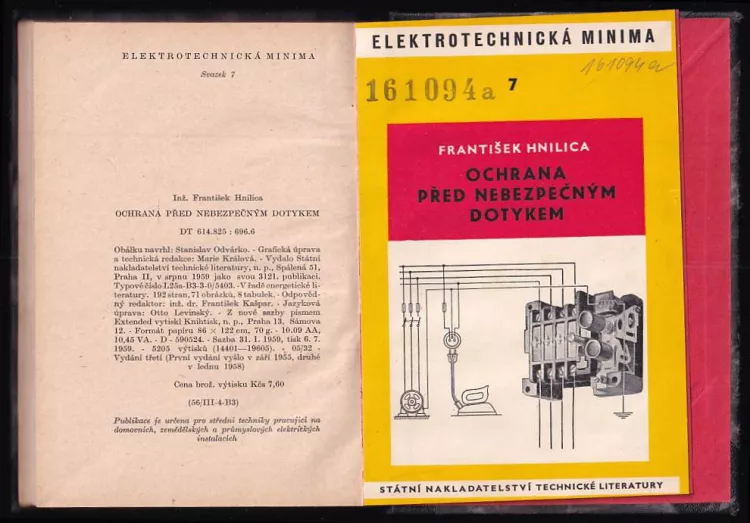 ELEKTROTECHNICKÁ MINIMA
Svazek 7
Inž. František Hnilica
OCHRANA PŘED NEBEZPEČNÝM DOTYKEM
DT 614.825 : 696.6
Obálku navrhl: Stanislav Odvárko. - Grafická úprava
a technická redakce: Marie Králová. - Vydalo Státní
nakladatelství technické literatury, n. p., Spálená 51,
Praha II, v srpnu 1959 jako svou 3121. publikaci.
Typové číslo L25a-B3-3-0/5403. - V řadě energetické li-
teratury. 192 stran, 71 obrázků, 8 tabulek. - Odpověd-
ný redaktor: inž. dr. František Kašpar. - Jazyková
úprava: Otto Levinský. - Z nové sazby písmem
Extended vytiskl Knihtisk, n. p., Praha 13, Sámova
12. - Formát papíru 86 × 122 cm, 70 g. - 10.09 AA,
10,45 VA. - D - 590524. - Sazba 31. 1. 1959, tisk 6. 7.
1959. - 5205 výtisků (14401—19605). - 05/32 -
Vydání třetí (První vydání vyšlo v září 1955, druhé
v lednu 1958)
Cena brož. výtisku Kčs 7,60
(56/III-4-B3)
Publikace je určena pro střední techniky pracující na
domovních, zemědělských a průmyslových elektrických
instalacích
ELEKTROTECHNICKÁ MINIMA
161094a
161094a 7
FRANTIŠEK HNILICA
OCHRANA
PŘED NEBEZPEČNÝM
DOTYKEM
STÁTNÍ NAKLADATELSTVÍ TECHNICKÉ LITERATURY